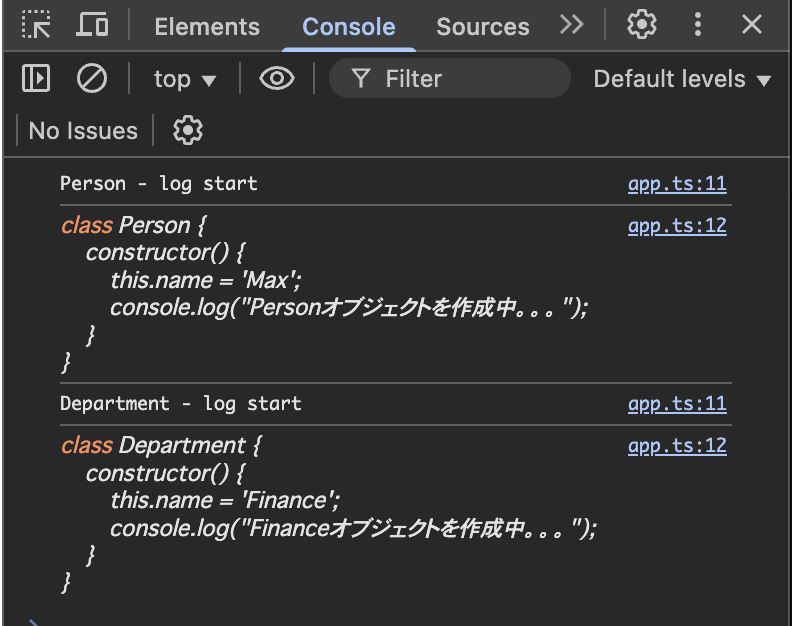 Elements Console Sources
top Filter Default levels
No Issues
Person - log start app.ts:11
class Person { app.ts:12
constructor() {
this.name = 'Max';
console.log("Personオブジェクトを作成中。。。");
}
}
Department - log start app.ts:11
class Department { app.ts:12
constructor() {
this.name = 'Finance';
console.log("Financeオブジェクトを作成中。。。");
}
}